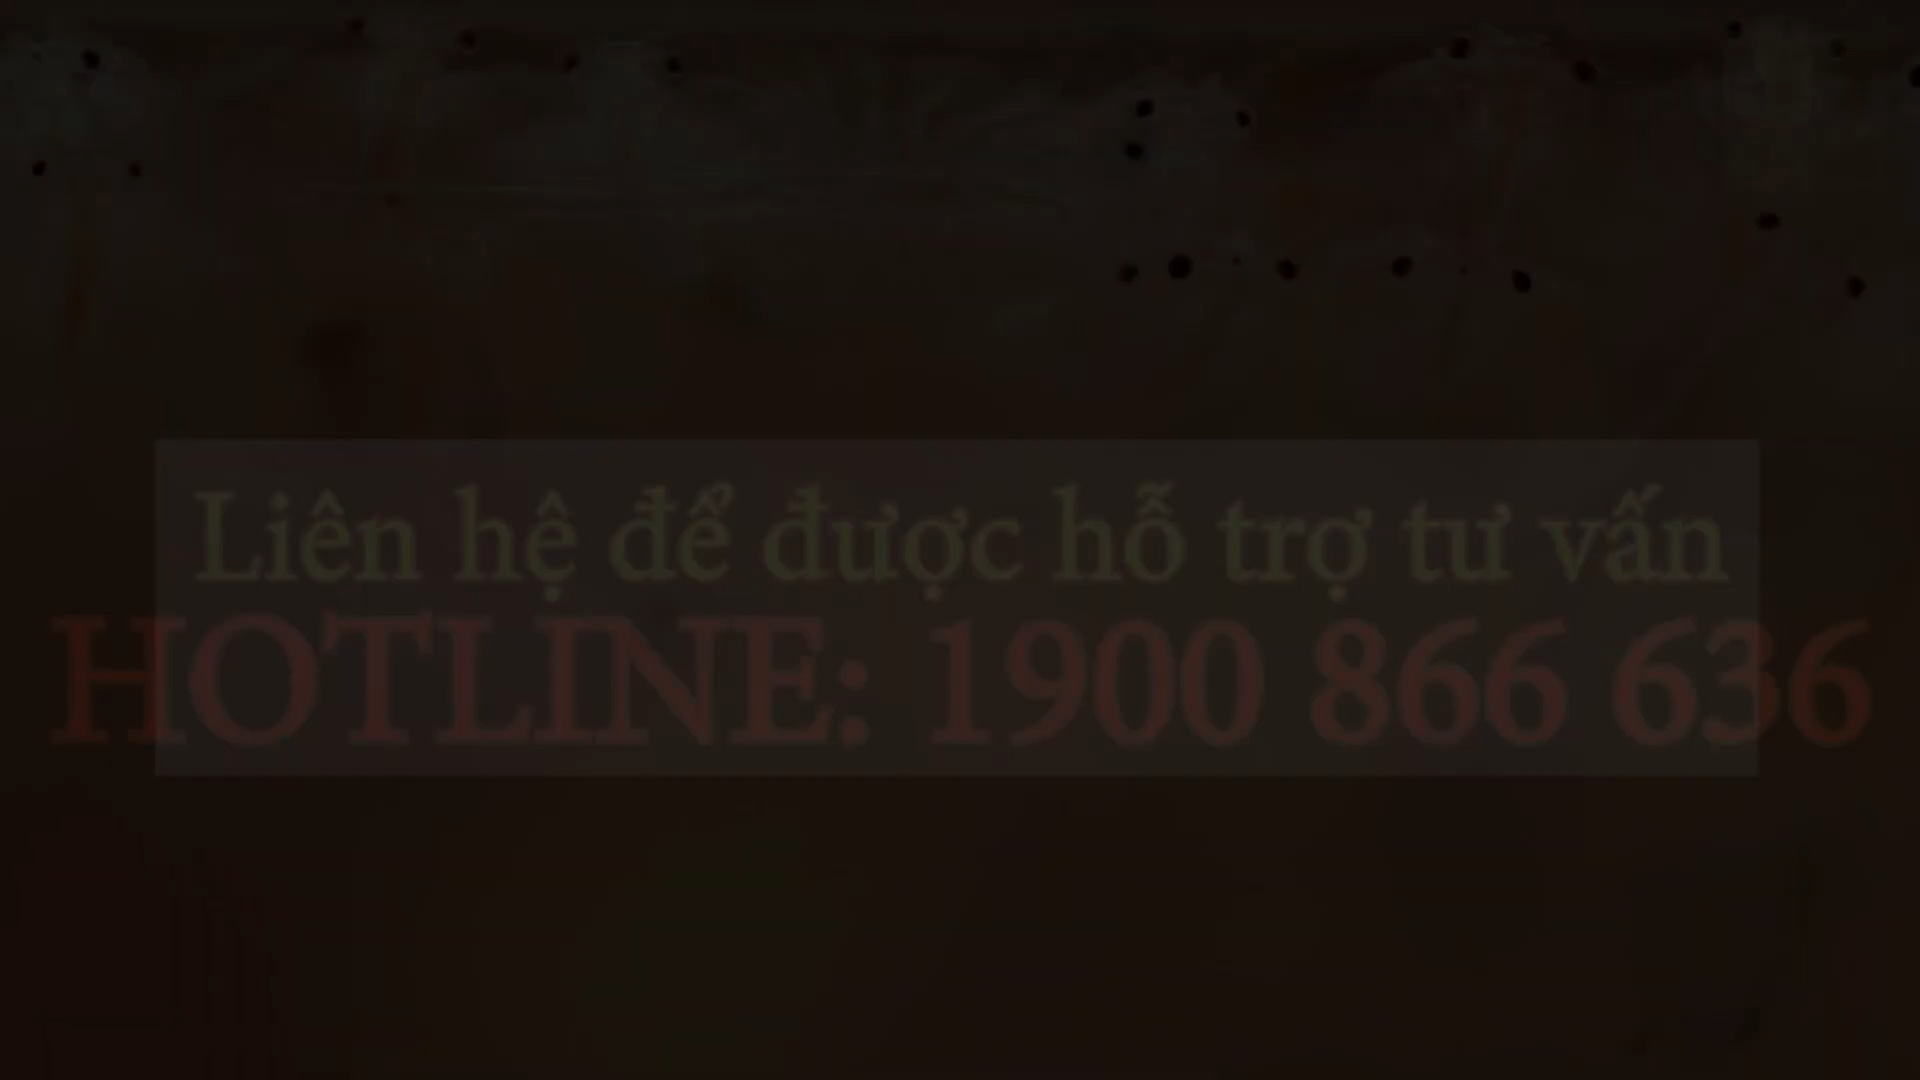 Liên hệ để được hỗ trợ tư vấn
HOTLINE: 1900 866 636